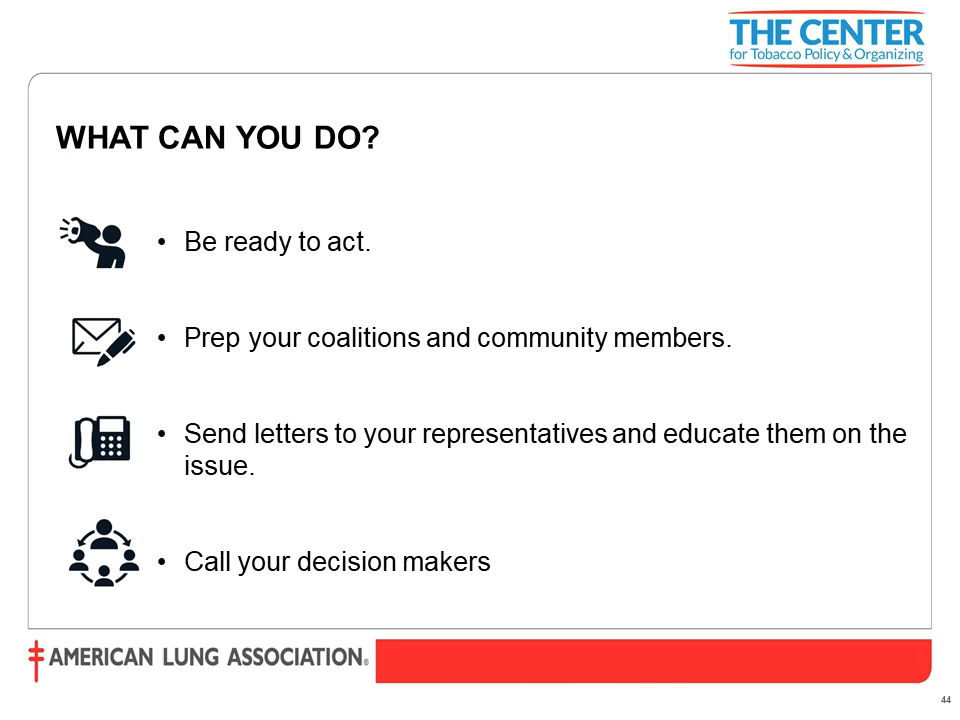 THE CENTER
for Tobacco Policy & Organizing
WHAT CAN YOU DO?
• Be ready to act.
• Prep your coalitions and community members.
• Send letters to your representatives and educate them on the
issue.
• Call your decision makers
AMERICAN LUNG ASSOCIATION®
44